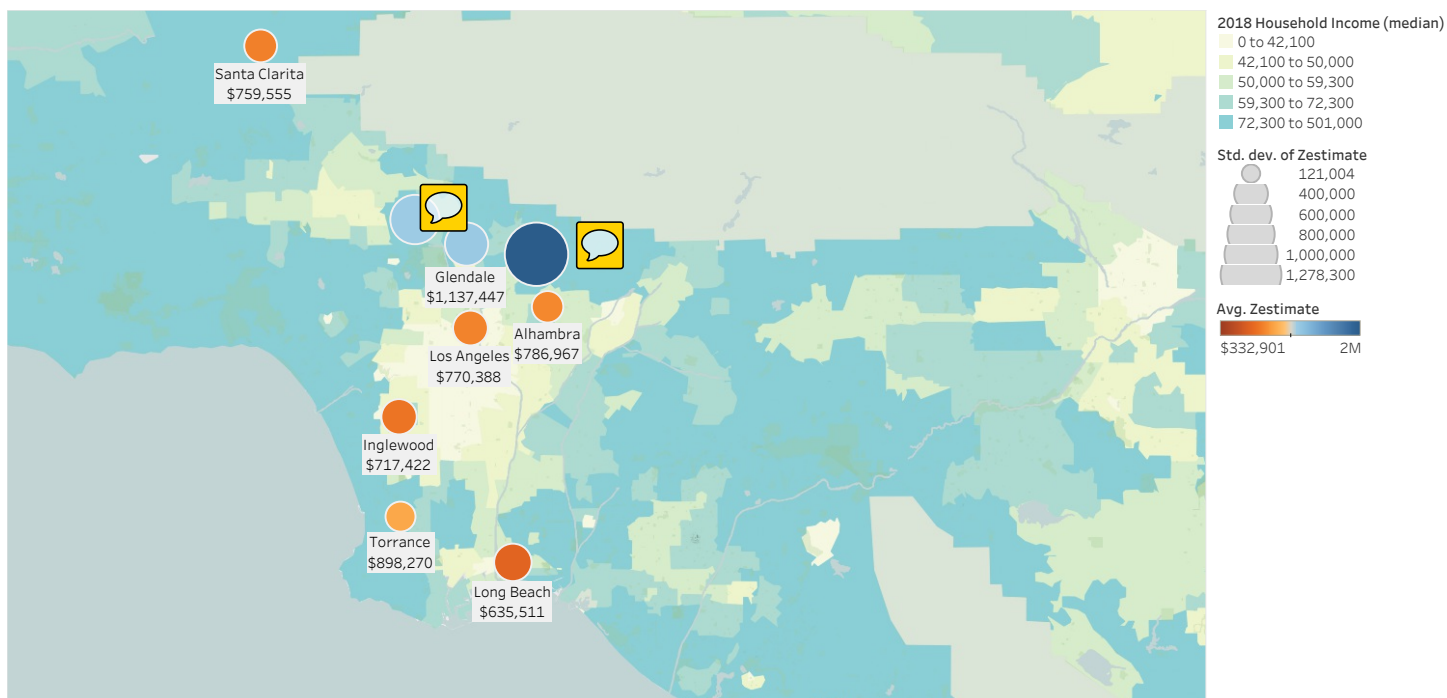 Santa Clarita
$759,555
Glendale
$1,137,447
Alhambra
$786,967
Los Angeles
$770,388
Inglewood
$717,422
Torrance
$898,270
Long Beach
$635,511
2018 Household Income (median)
0 to 42,100
42,100 to 50,000
50,000 to 59,300
59,300 to 72,300
72,300 to 501,000
Std. dev. of Zestimate
121,004
400,000
600,000
800,000
1,000,000
1,278,300
Avg. Zestimate
$332,901 2M